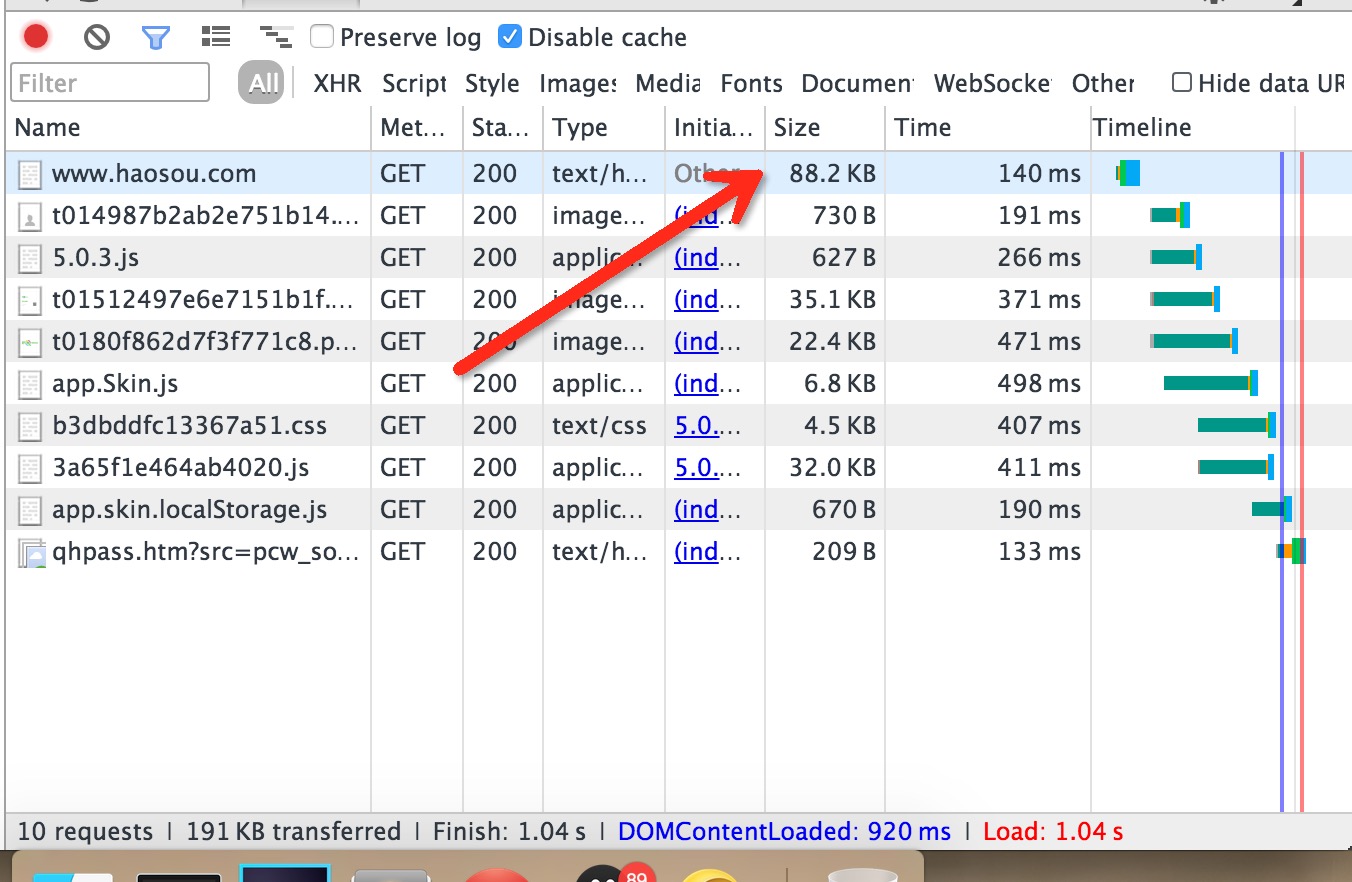 Preserve log Disable cache
Filter All XHR Script Style Images Media Fonts Documen WebSocke Other Hide data UR
Name Met... Sta... Type Initia... Size Time Timeline
www.haosou.com GET 200 text/h... Other 88.2 KB 140 ms
t014987b2ab2e751b14.... GET 200 image... (ind... 730 B 191 ms
5.0.3.js GET 200 applic... (ind... 627 B 266 ms
t01512497e6e7151b1f.... GET 200 image... (ind... 35.1 KB 371 ms
t0180f862d7f3f771c8.p... GET 200 image... (ind... 22.4 KB 471 ms
app.Skin.js GET 200 applic... (ind... 6.8 KB 498 ms
b3dbddfc13367a51.css GET 200 text/css 5.0.... 4.5 KB 407 ms
3a65f1e464ab4020.js GET 200 applic... 5.0.... 32.0 KB 411 ms
app.skin.localStorage.js GET 200 applic... (ind... 670 B 190 ms
qhpass.htm?src=pcw_so... GET 200 text/h... (ind... 209 B 133 ms
10 requests | 191 KB transferred | Finish: 1.04 s | DOMContentLoaded: 920 ms | Load: 1.04 s
89